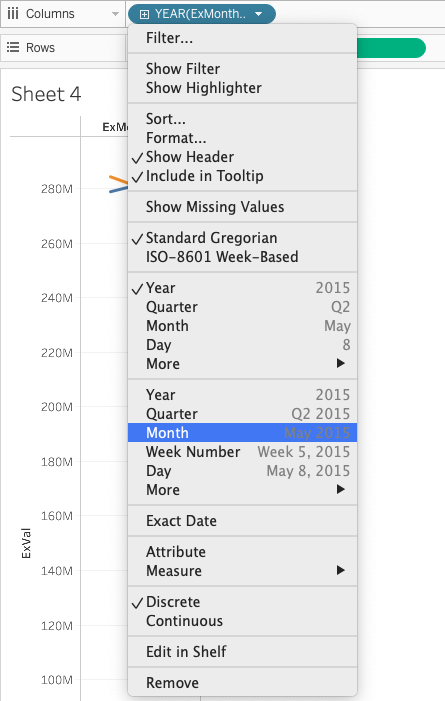 Columns
YEAR(ExMonth..
Rows
Sheet 4
280M
260M
240M
220M
200M
180M
160M
140M
120M
100M
ExVal
Filter...
Show Filter
Show Highlighter
Sort...
Format...
Show Header
Include in Tooltip
Show Missing Values
Standard Gregorian
ISO-8601 Week-Based
Year 2015
Quarter Q2
Month May
Day 8
More
Year 2015
Quarter Q2 2015
Month May 2015
Week Number Week 5, 2015
Day May 8, 2015
More
Exact Date
Attribute
Measure
Discrete
Continuous
Edit in Shelf
Remove